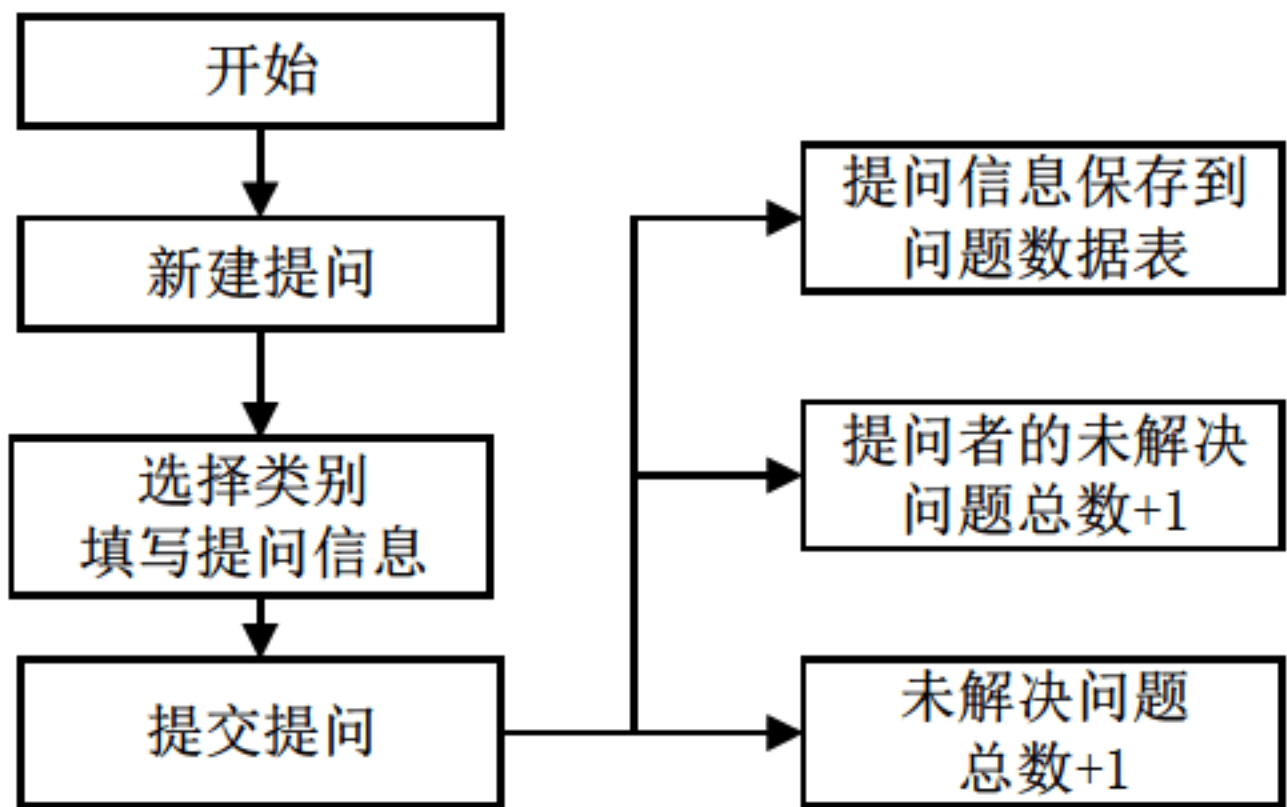 开始
新建提问
选择类别
填写提问信息
提交提问
提问信息保存到
问题数据表
提问者的未解决
问题总数+1
未解决问题
总数+1